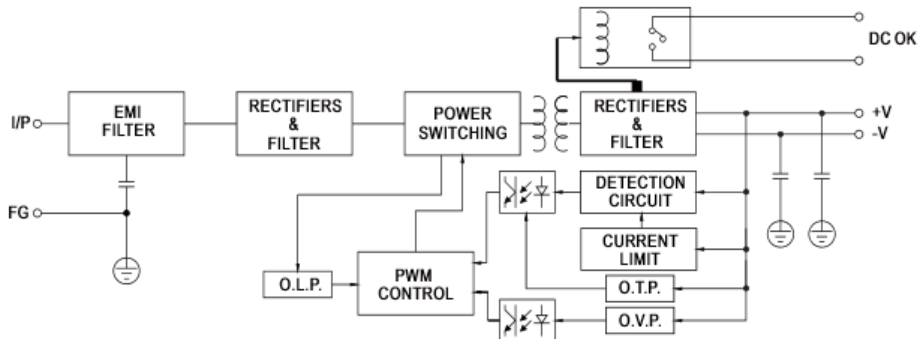 DC OK
I/P
EMI
FILTER
RECTIFIERS
&
FILTER
POWER
SWITCHING
RECTIFIERS
&
FILTER
+V
-V
FG
DETECTION
CIRCUIT
CURRENT
LIMIT
O.L.P.
PWM
CONTROL
O.T.P.
O.V.P.